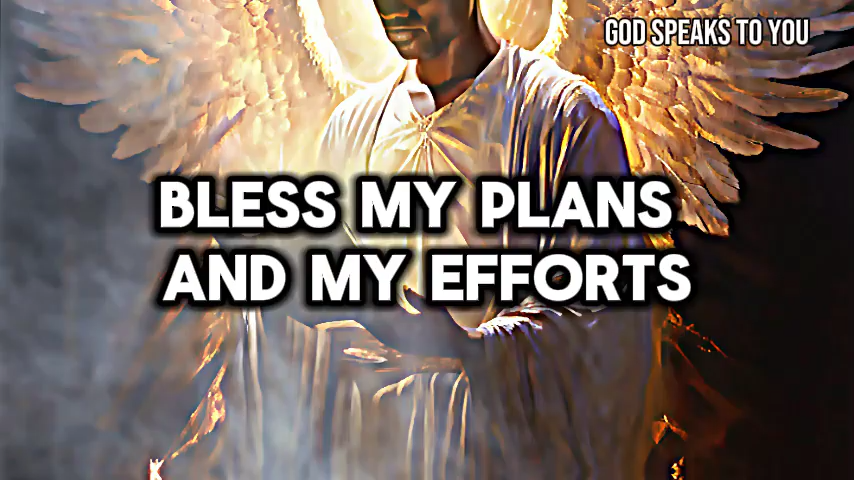 GOD SPEAKS TO YOU
BLESS MY PLANS
AND MY EFFORTS